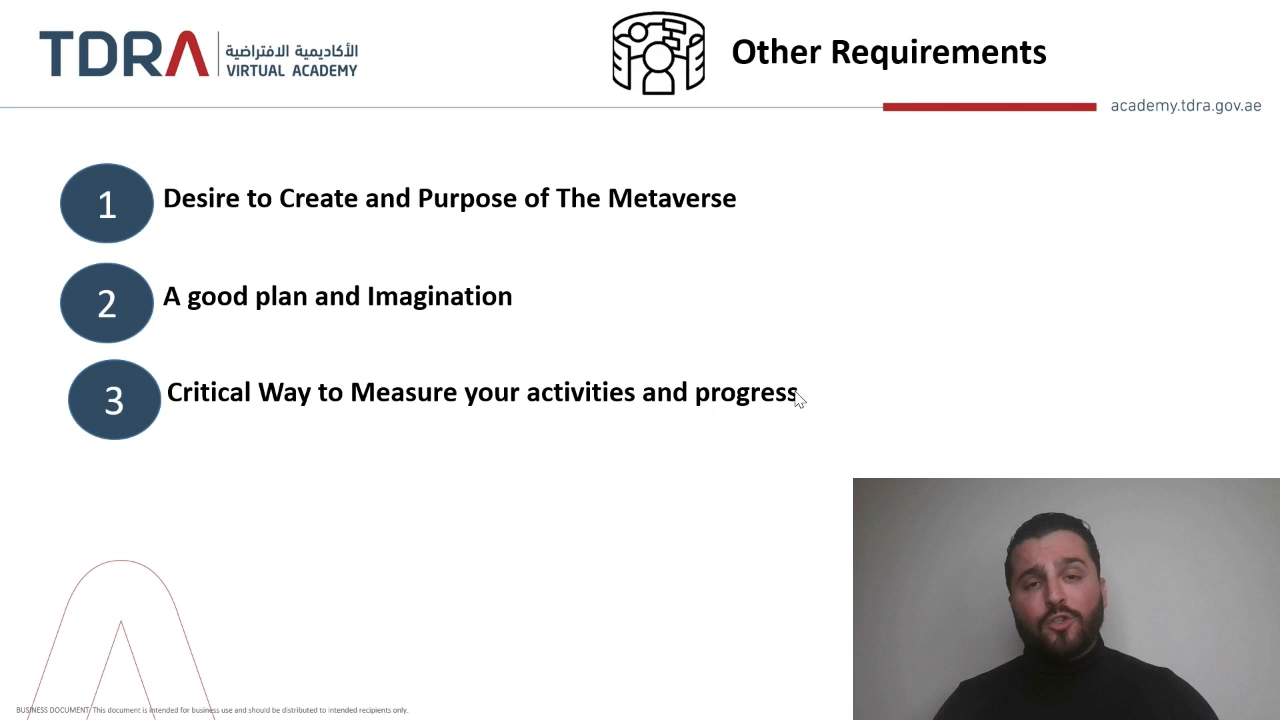 TDRA
الأكاديمية الافتراضية
VIRTUAL ACADEMY
Other Requirements
academy.tdra.gov.ae
1
Desire to Create and Purpose of The Metaverse
2
A good plan and Imagination
3
Critical Way to Measure your activities and progress
BUSINESS DOCUMENT: This document is intended for business use and should be distributed to intended recipients only.